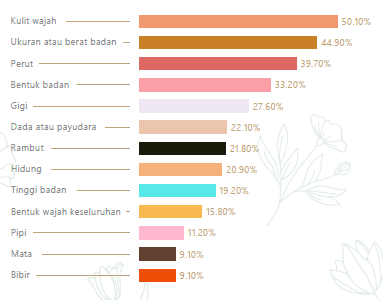 Kulit wajah 50.10%
Ukuran atau berat badan 44.90%
Perut 39.70%
Bentuk badan 33.20%
Gigi 27.60%
Dada atau payudara 22.10%
Rambut 21.80%
Hidung 20.90%
Tinggi badan 19.20%
Bentuk wajah keseluruhan 15.80%
Pipi 11.20%
Mata 9.10%
Bibir 9.10%